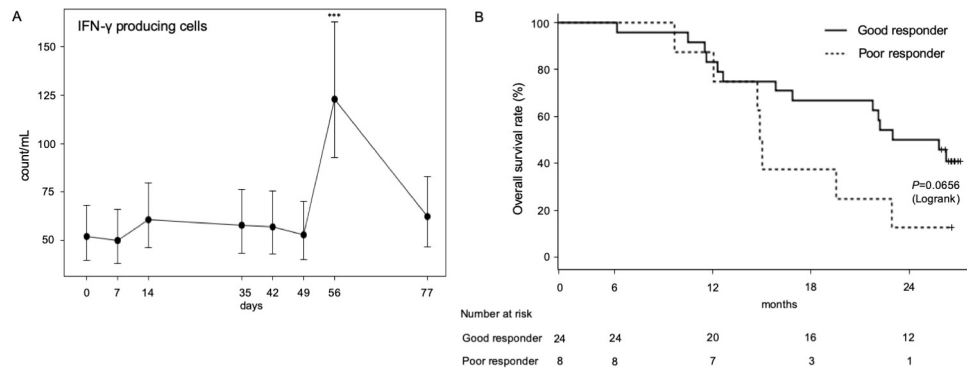 A
IFN-γ producing cells
***
150
125
100
75
50
count/mL
0 7 14 35 42 49 56 77
days
B
Good responder
Poor responder
100
80
60
40
20
0
Overall survival rate (%)
P=0.0656
(Logrank)
0 6 12 18 24
months
Number at risk
Good responder 24 24 20 16 12
Poor responder 8 8 7 3 1